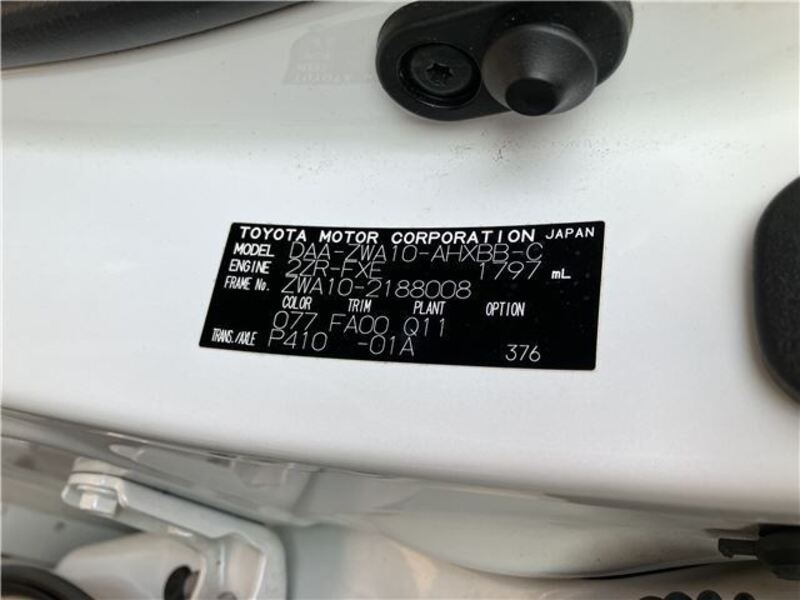 TOYOTA MOTOR CORPORATION JAPAN
MODEL DAA-ZWA10-AHXBB-C
ENGINE 2ZR-FXE 1797 mL
FRAME No. ZWA10-2188008
COLOR TRIM PLANT OPTION
077 FA00 Q11
TRANS./AXLE P410 -01A 376